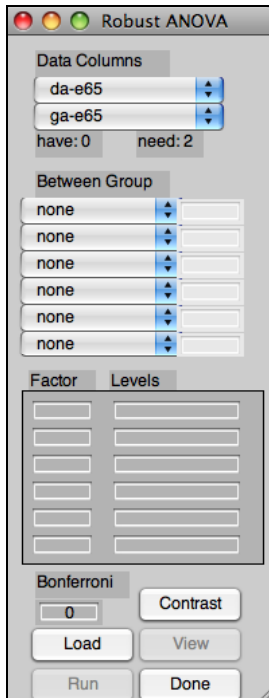 Robust ANOVA
Data Columns
da-e65
ga-e65
have: 0 need: 2
Between Group
none
none
none
none
none
none
Factor Levels
Bonferroni
0
Contrast
Load View
Run Done